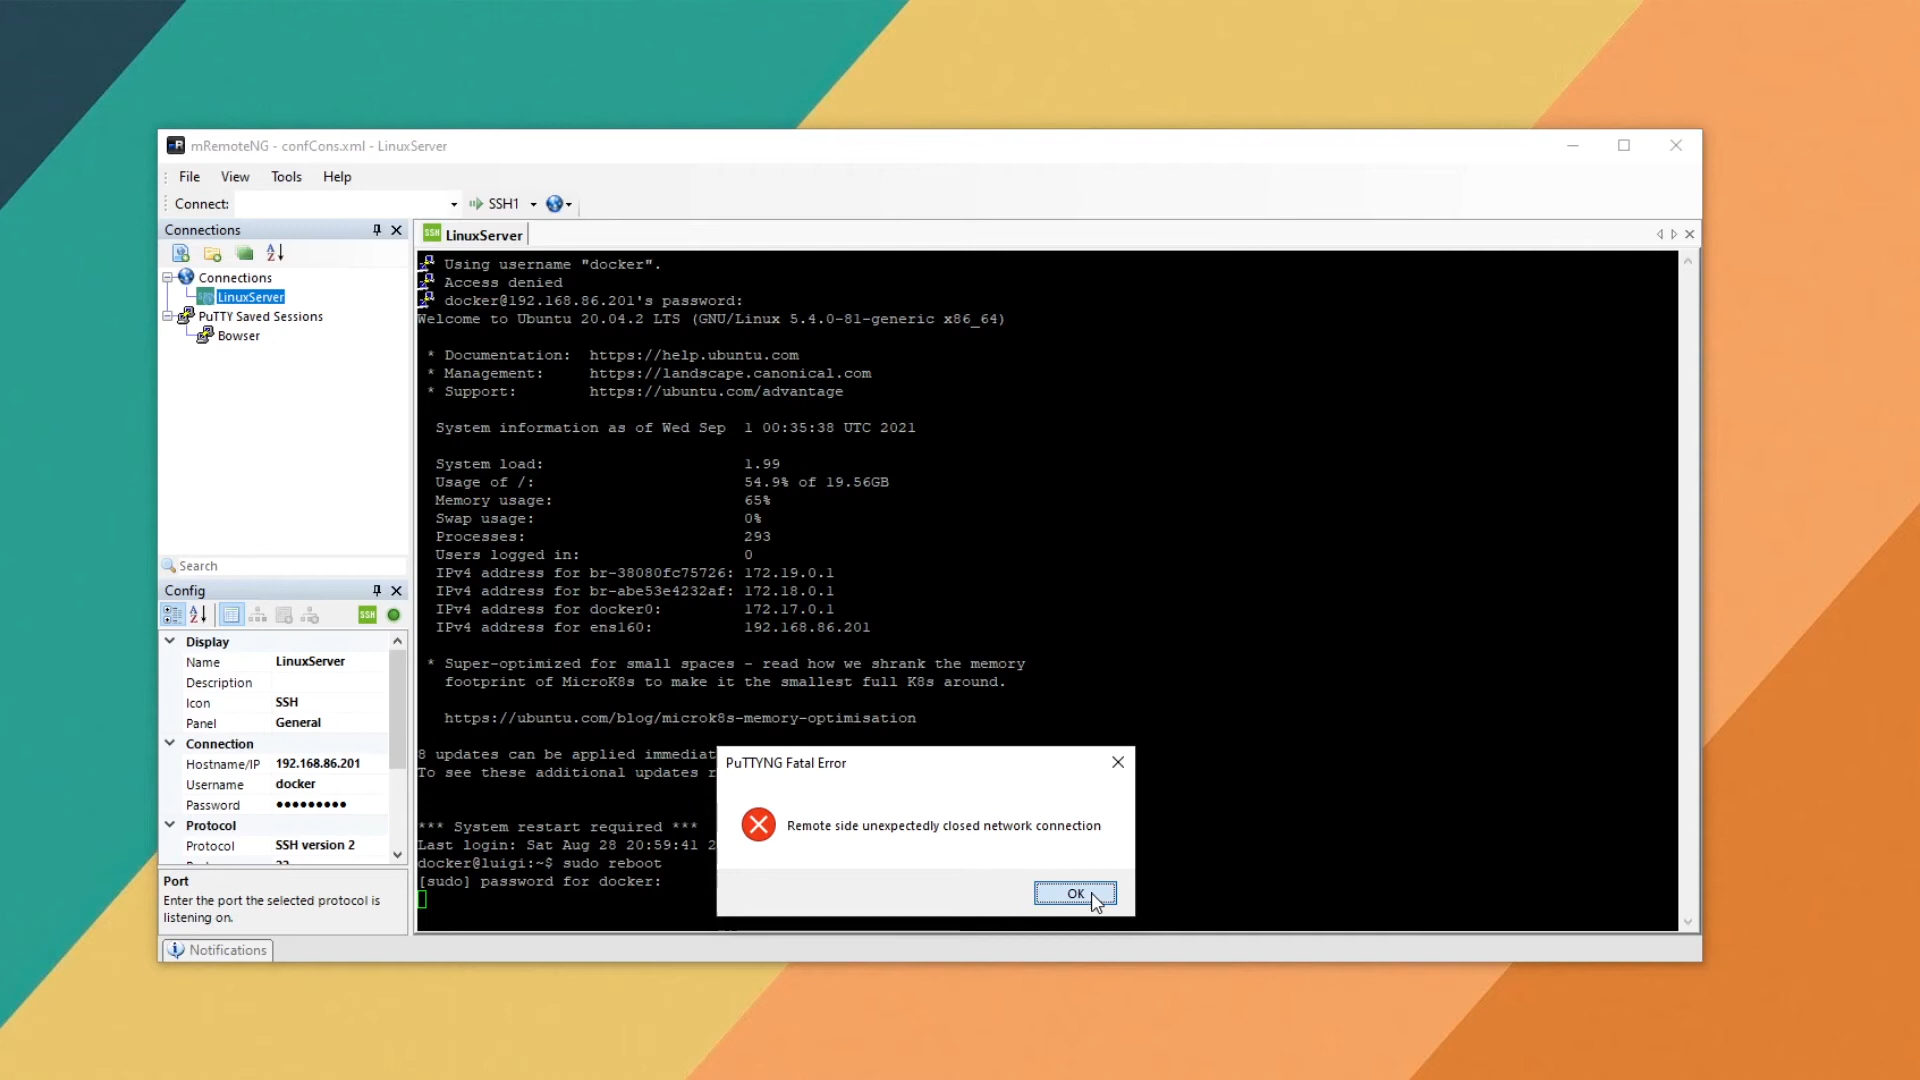 mRemoteNG - confCons.xml - LinuxServer
File View Tools Help
Connect: SSH1
Connections
Connections
LinuxServer
PuTTY Saved Sessions
Bowser
Search
Config
SSH
Display
Name LinuxServer
Description
Icon SSH
Panel General
Connection
Hostname/IP 192.168.86.201
Username docker
Password ●●●●●●●●●
Protocol
Protocol SSH version 2
Port
Enter the port the selected protocol is
listening on.
Notifications
SSH LinuxServer
Using username "docker".
Access denied
docker@192.168.86.201's password:
Welcome to Ubuntu 20.04.2 LTS (GNU/Linux 5.4.0-81-generic x86_64)
* Documentation: https://help.ubuntu.com
* Management: https://landscape.canonical.com
* Support: https://ubuntu.com/advantage
System information as of Wed Sep 1 00:35:38 UTC 2021
System load: 1.99
Usage of /: 54.9% of 19.56GB
Memory usage: 65%
Swap usage: 0%
Processes: 293
Users logged in: 0
IPv4 address for br-38080fc75726: 172.19.0.1
IPv4 address for br-abe53e4232af: 172.18.0.1
IPv4 address for docker0: 172.17.0.1
IPv4 address for ens160: 192.168.86.201
* Super-optimized for small spaces - read how we shrank the memory
footprint of MicroK8s to make it the smallest full K8s around.
https://ubuntu.com/blog/microk8s-memory-optimisation
8 updates can be applied immediat
To see these additional updates r
*** System restart required ***
Last login: Sat Aug 28 20:59:41 2
docker@luigi:~$ sudo reboot
[sudo] password for docker:
PuTTYNG Fatal Error
Remote side unexpectedly closed network connection
OK